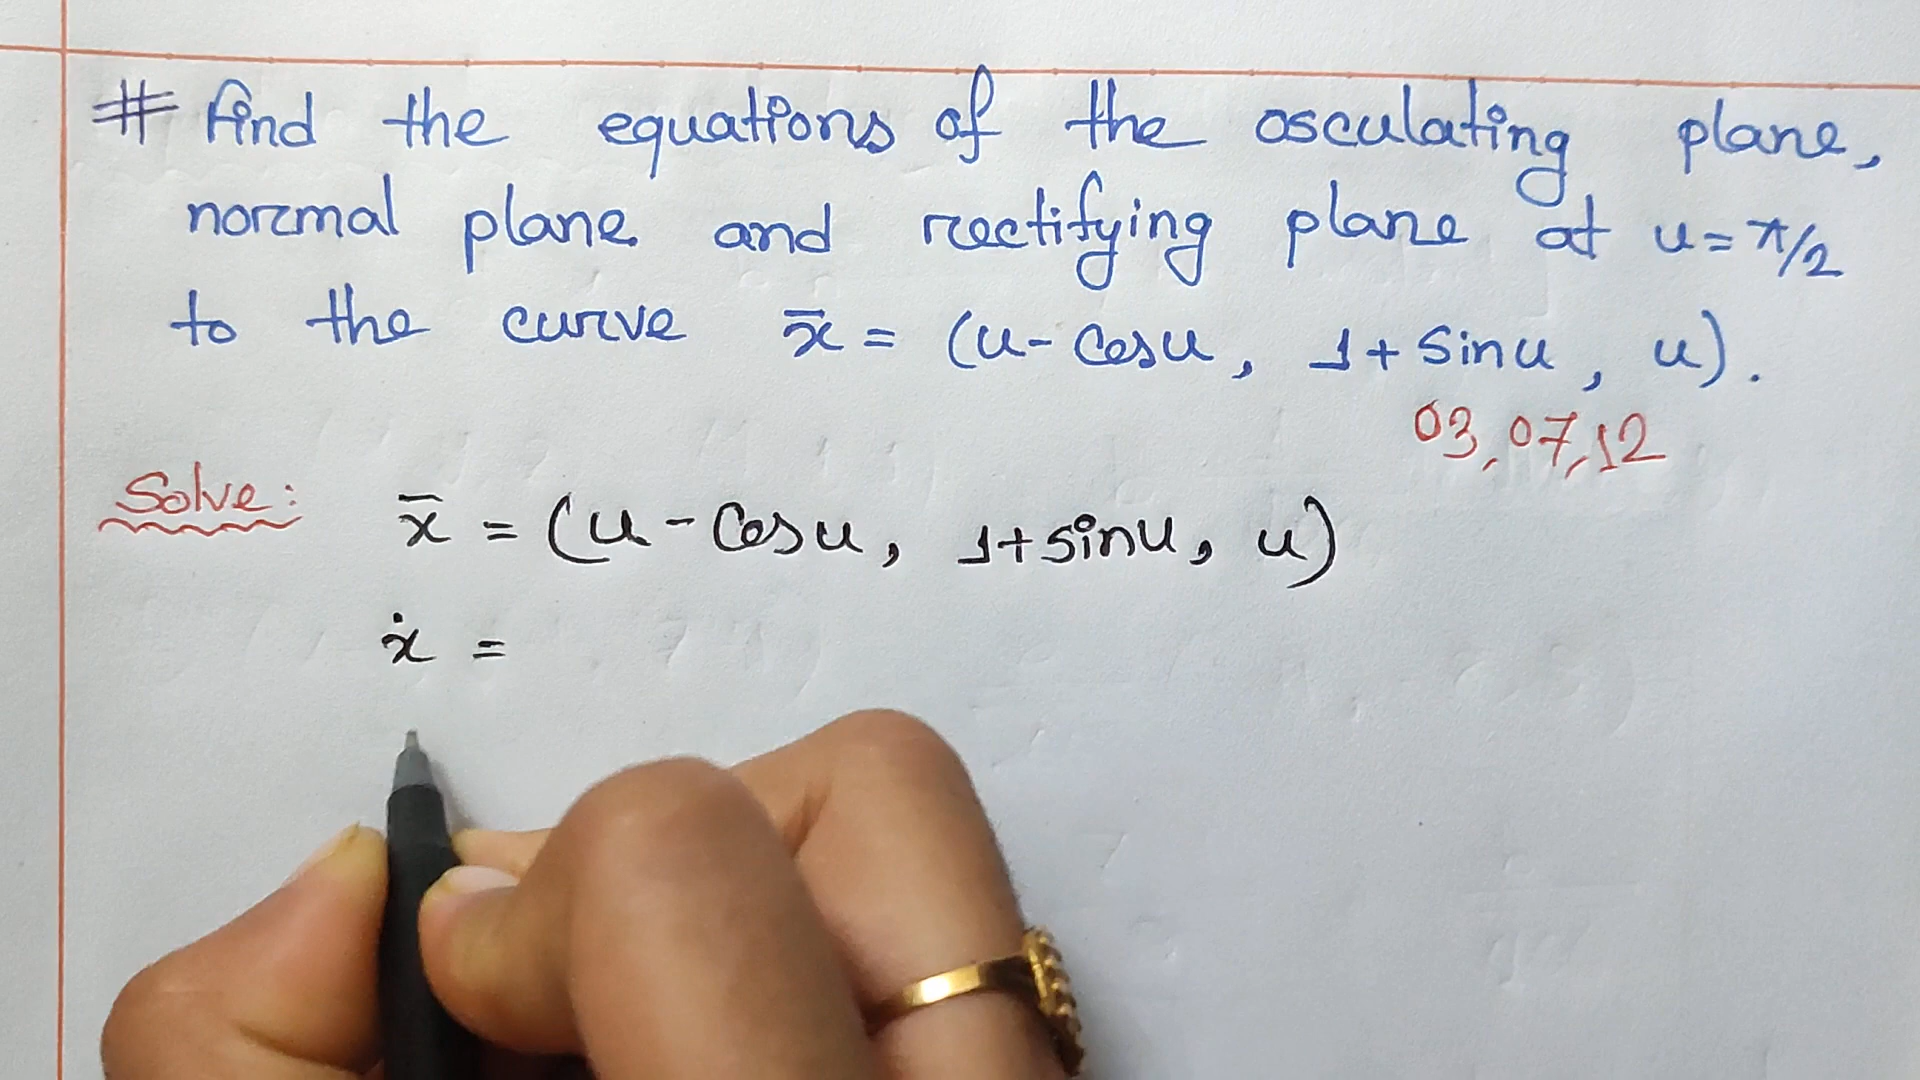 # Find the equations of the osculating plane,
normal plane and rectifying plane at u = π/2
to the curve x̄ = (u - cosu, 1 + sinu, u).
03, 07, 12
Solve: x̄ = (u - cosu, 1 + sinu, u)
ẋ =